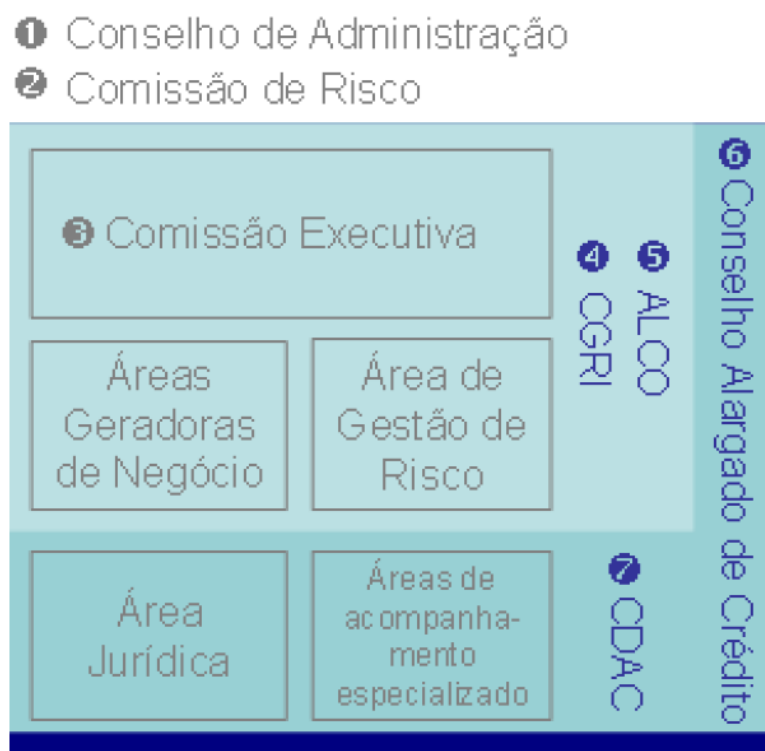 ❶ Conselho de Administração
❷ Comissão de Risco
❸ Comissão Executiva
❹ CGRI
❺ ALCO
❻ Conselho Alargado de Crédito
Áreas
Geradoras
de Negócio
Área de
Gestão de
Risco
Área
Jurídica
Áreas de
acompanha-
mento
especializado
❼ CDAC